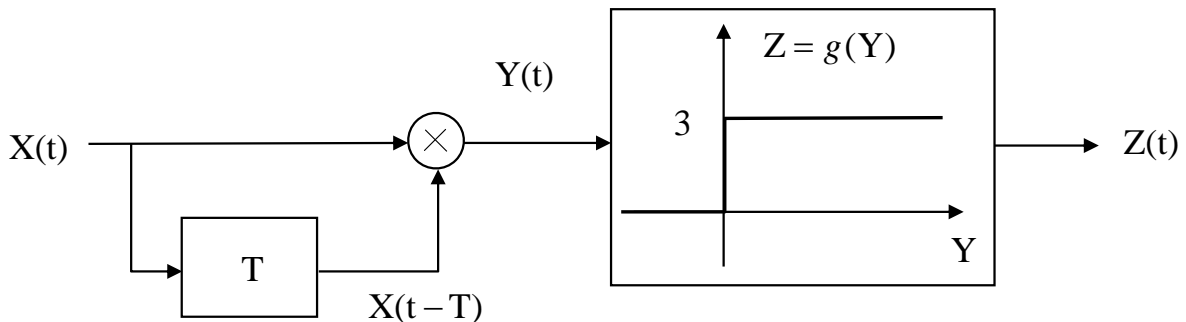 Z = g(Y)
Y(t)
3
X(t)
×
Z(t)
Y
T
X(t – T)